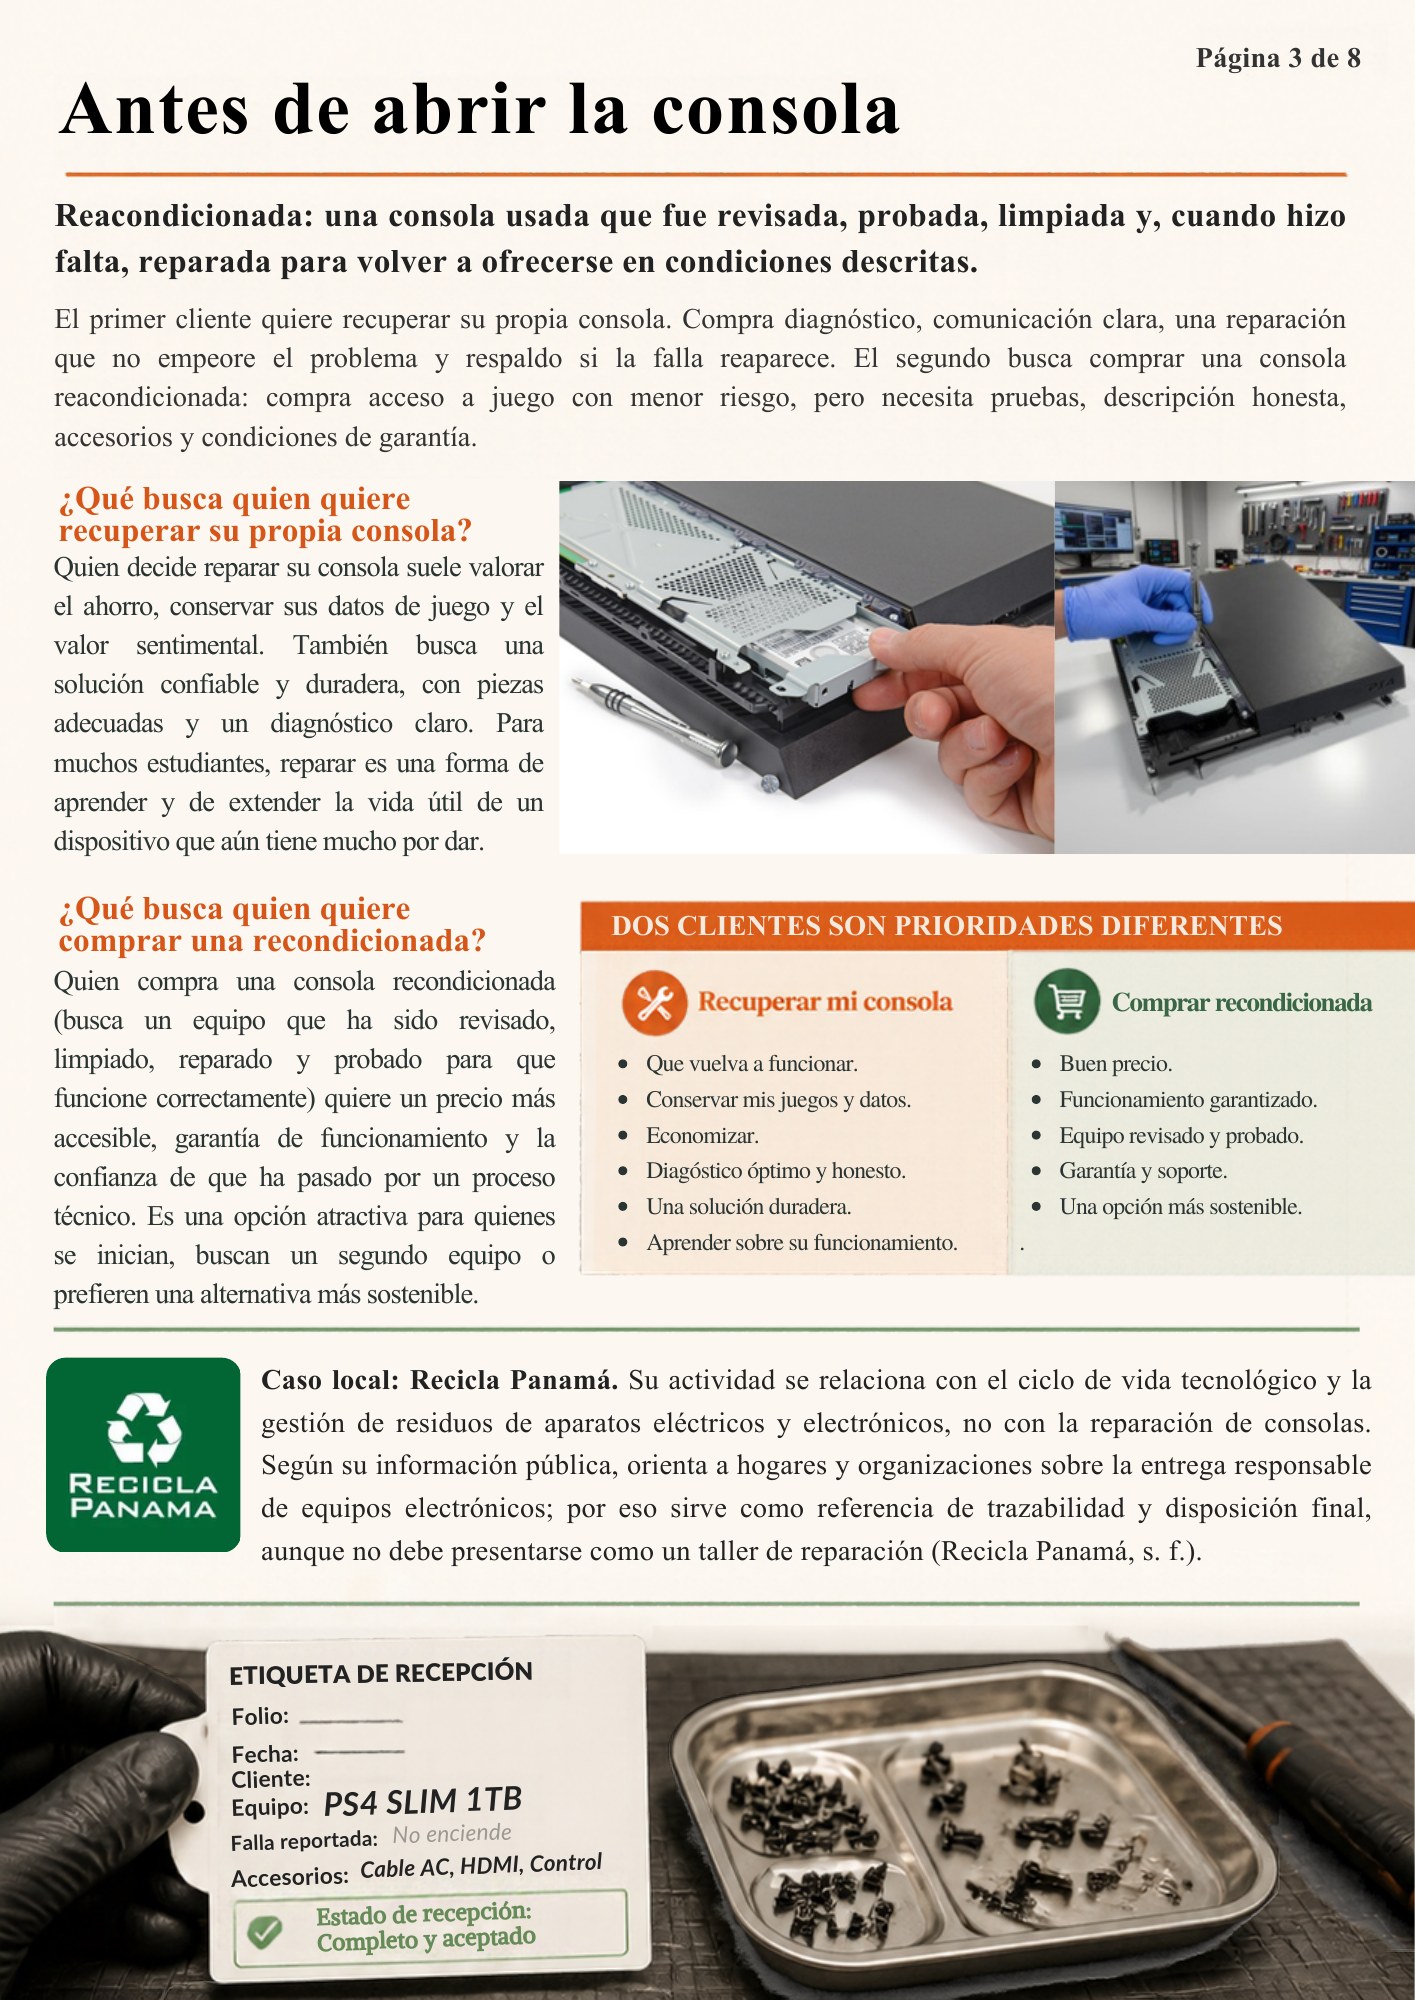 Página 3 de 8
Antes de abrir la consola
Reacondicionada: una consola usada que fue revisada, probada, limpiada y, cuando hizo
falta, reparada para volver a ofrecerse en condiciones descritas.
El primer cliente quiere recuperar su propia consola. Compra diagnóstico, comunicación clara, una reparación
que no empeore el problema y respaldo si la falla reaparece. El segundo busca comprar una consola
reacondicionada: compra acceso a juego con menor riesgo, pero necesita pruebas, descripción honesta,
accesorios y condiciones de garantía.
¿Qué busca quien quiere
recuperar su propia consola?
Quien decide reparar su consola suele valorar
el ahorro, conservar sus datos de juego y el
valor sentimental. También busca una
solución confiable y duradera, con piezas
adecuadas y un diagnóstico claro. Para
muchos estudiantes, reparar es una forma de
aprender y de extender la vida útil de un
dispositivo que aún tiene mucho por dar.
PS4
¿Qué busca quien quiere
comprar una recondicionada?
Quien compra una consola recondicionada
(busca un equipo que ha sido revisado,
limpiado, reparado y probado para que
funcione correctamente) quiere un precio más
accesible, garantía de funcionamiento y la
confianza de que ha pasado por un proceso
técnico. Es una opción atractiva para quienes
se inician, buscan un segundo equipo o
prefieren una alternativa más sostenible.
DOS CLIENTES SON PRIORIDADES DIFERENTES
Recuperar mi consola
• Que vuelva a funcionar.
• Conservar mis juegos y datos.
• Economizar.
• Diagóstico óptimo y honesto.
• Una solución duradera.
• Aprender sobre su funcionamiento.
Comprar recondicionada
• Buen precio.
• Funcionamiento garantizado.
• Equipo revisado y probado.
• Garantía y soporte.
• Una opción más sostenible.
.
RECICLA
PANAMA
Caso local: Recicla Panamá. Su actividad se relaciona con el ciclo de vida tecnológico y la
gestión de residuos de aparatos eléctricos y electrónicos, no con la reparación de consolas.
Según su información pública, orienta a hogares y organizaciones sobre la entrega responsable
de equipos electrónicos; por eso sirve como referencia de trazabilidad y disposición final,
aunque no debe presentarse como un taller de reparación (Recicla Panamá, s. f.).
ETIQUETA DE RECEPCIÓN
Folio:
Fecha:
Cliente:
Equipo: PS4 SLIM 1TB
Falla reportada: No enciende
Accesorios: Cable AC, HDMI, Control
Estado de recepción:
Completo y aceptado